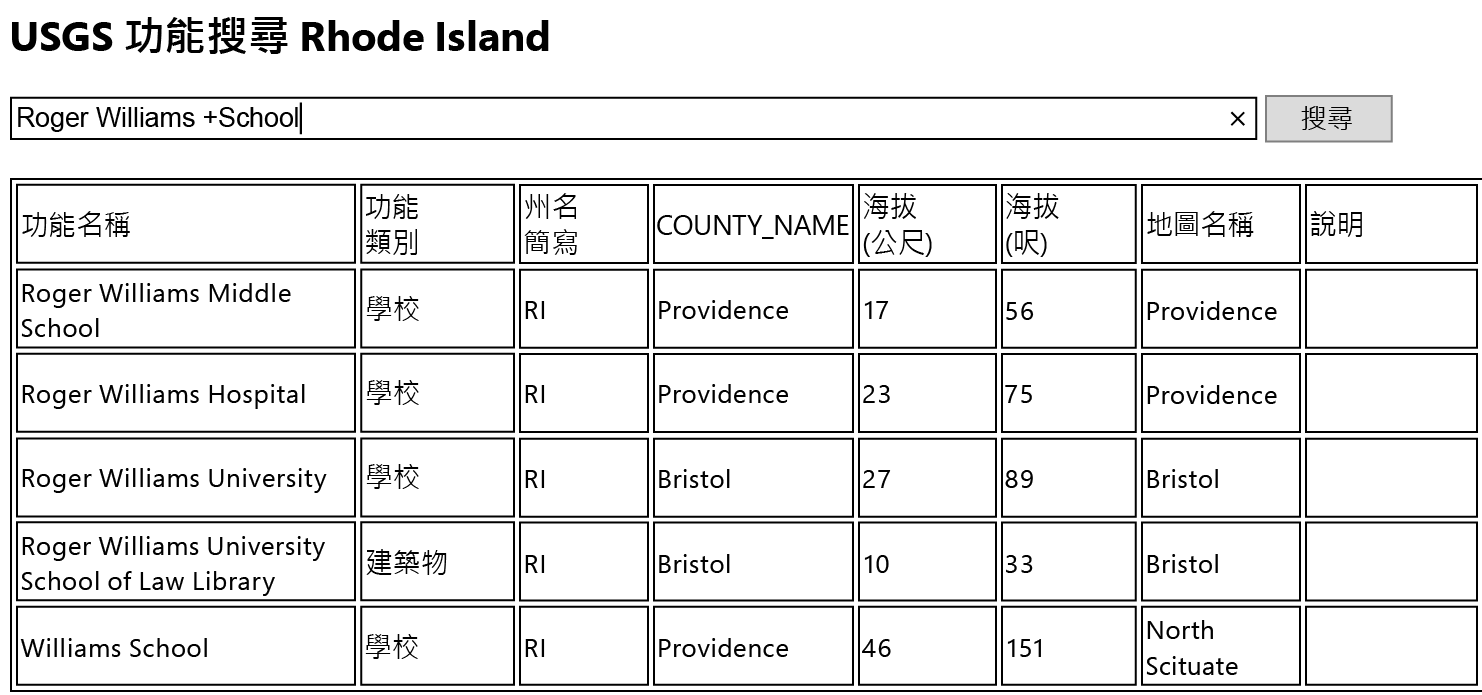 USGS 功能搜尋 Rhode Island
Roger Williams +School × 搜尋
功能名稱 功能 類別 州名 簡寫 COUNTY_NAME 海拔 (公尺) 海拔 (呎) 地圖名稱 說明
Roger Williams Middle School 學校 RI Providence 17 56 Providence
Roger Williams Hospital 學校 RI Providence 23 75 Providence
Roger Williams University 學校 RI Bristol 27 89 Bristol
Roger Williams University School of Law Library 建築物 RI Bristol 10 33 Bristol
Williams School 學校 RI Providence 46 151 North Scituate